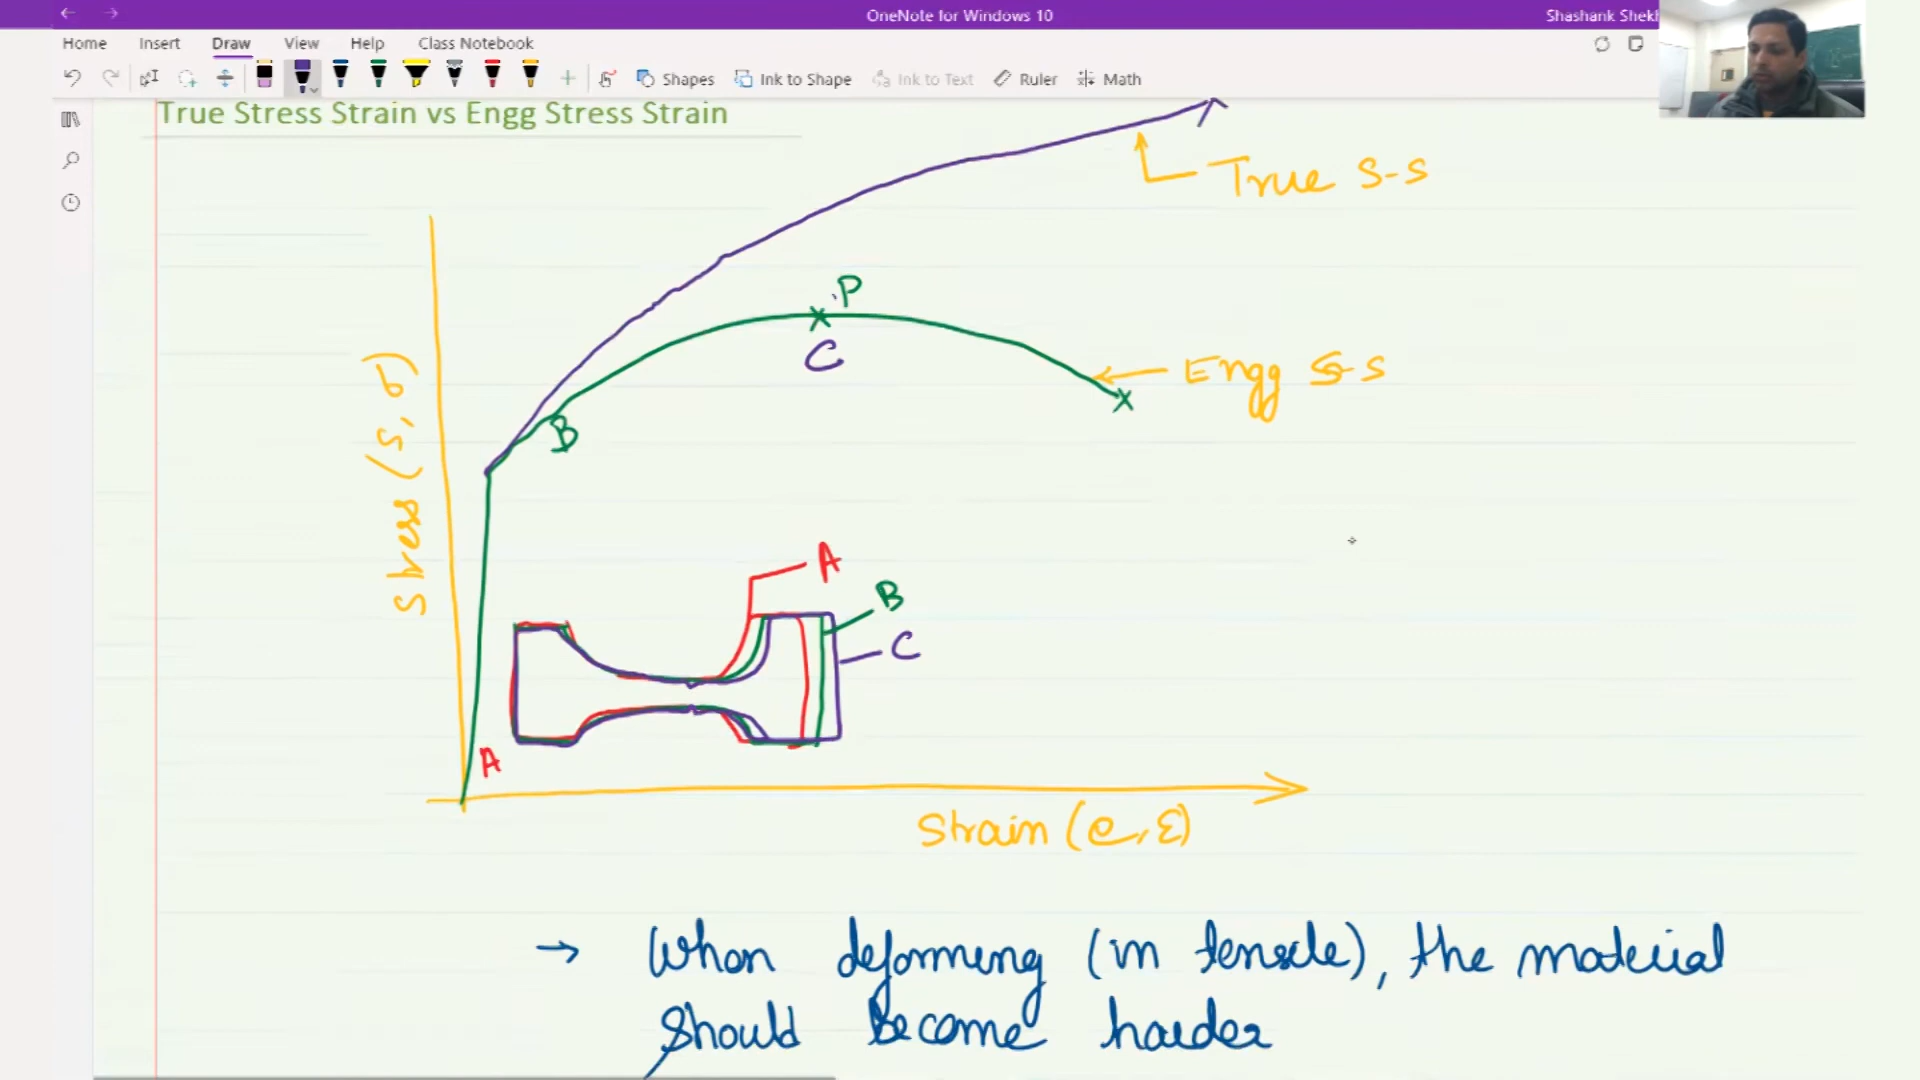 OneNote for Windows 10
Shashank Shekh
Home Insert Draw View Help Class Notebook
Shapes Ink to Shape Ink to Text Ruler Math
True Stress Strain vs Engg Stress Strain
True S-S
P
C
Engg S-S
B
Stress (s, σ)
A
B
C
A
Strain (e, ε)
→ When deforming (in tensile), the material
should become harder